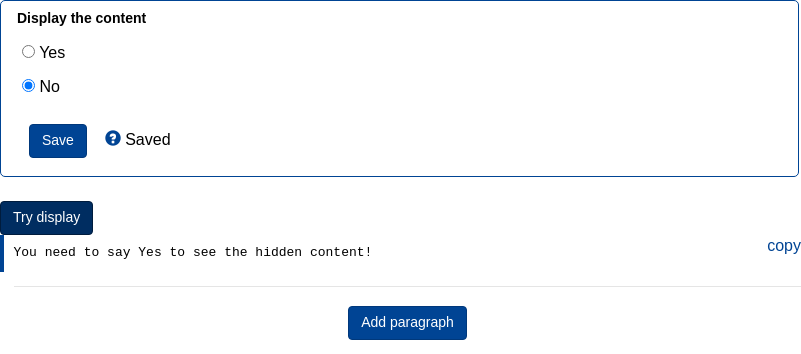 Display the content
Yes
No
Save
Saved
Try display
copy
You need to say Yes to see the hidden content!
Add paragraph